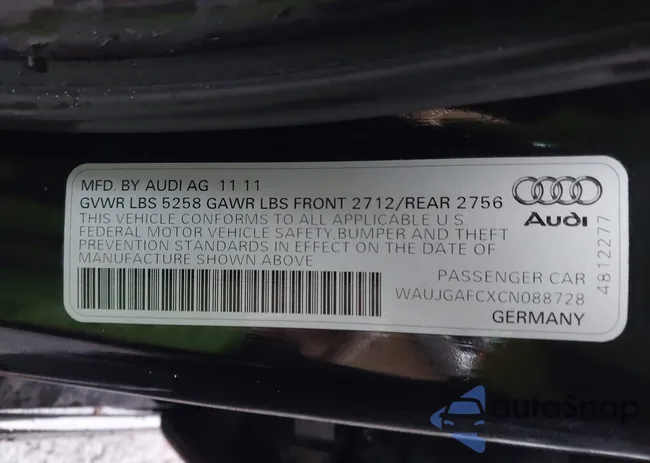 MFD. BY AUDI AG 11 11
GVWR LBS 5258 GAWR LBS FRONT 2712/REAR 2756
THIS VEHICLE CONFORMS TO ALL APPLICABLE U.S.
FEDERAL MOTOR VEHICLE SAFETY, BUMPER AND THEFT
PREVENTION STANDARDS IN EFFECT ON THE DATE OF
MANUFACTURE SHOWN ABOVE
Audi
4812277
PASSENGER CAR
WAUJGAFCXCN088728
GERMANY
autoSnap